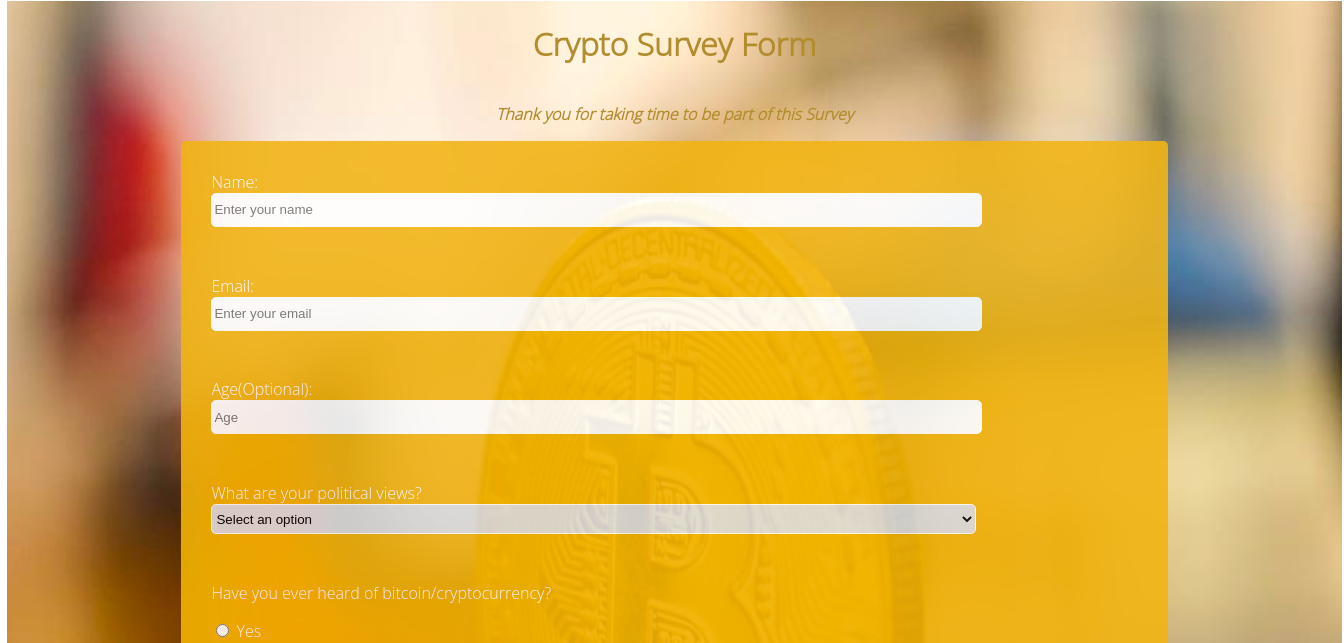 Crypto Survey Form
Thank you for taking time to be part of this Survey
Name:
Enter your name
Email:
Enter your email
Age(Optional):
Age
What are your political views?
Select an option
Have you ever heard of bitcoin/cryptocurrency?
Yes